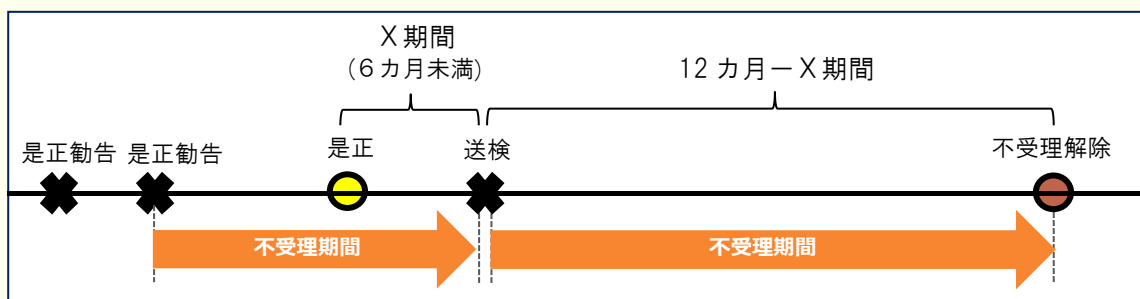 X期間
(6カ月未満)
12カ月ーX期間
是正勧告
是正勧告
是正
送検
不受理解除
不受理期間
不受理期間